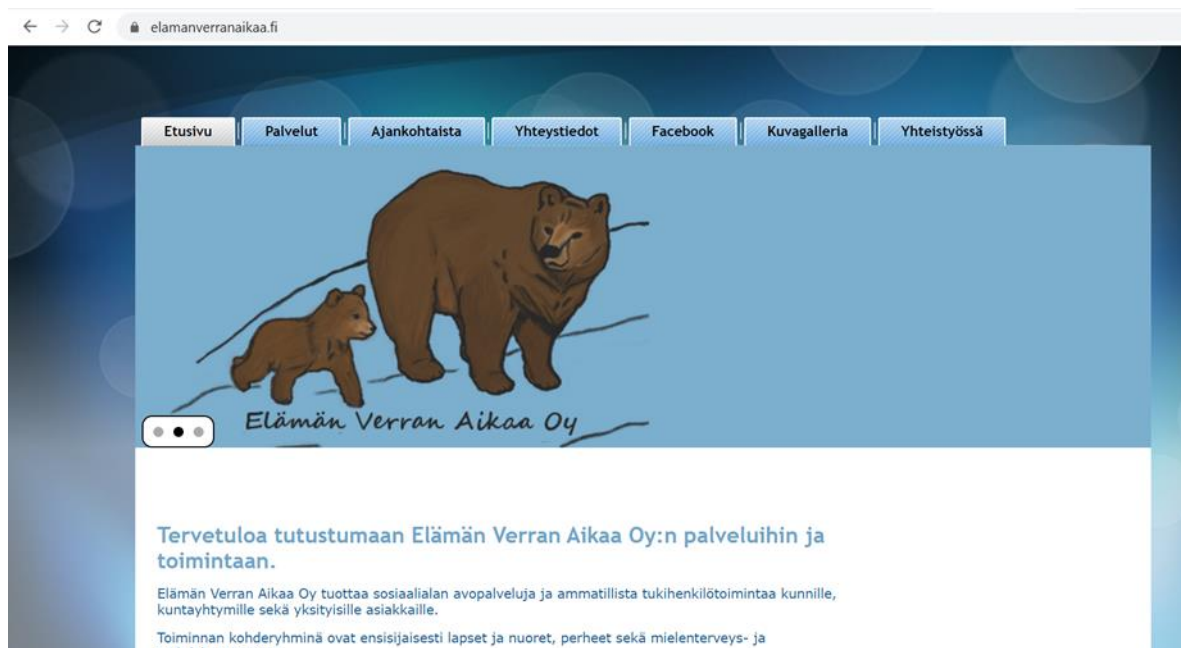 elamanverranaikaa.fi
Etusivu Palvelut Ajankohtaista Yhteystiedot Facebook Kuvagalleria Yhteistyössä
Elämän Verran Aikaa Oy
Tervetuloa tutustumaan Elämän Verran Aikaa Oy:n palveluihin ja
toimintaan.
Elämän Verran Aikaa Oy tuottaa sosiaalialan avopalveluja ja ammatillista tukihenkilötoimintaa kunnille,
kuntayhtymille sekä yksityisille asiakkaille.
Toiminnan kohderyhminä ovat ensisijaisesti lapset ja nuoret, perheet sekä mielenterveys- ja